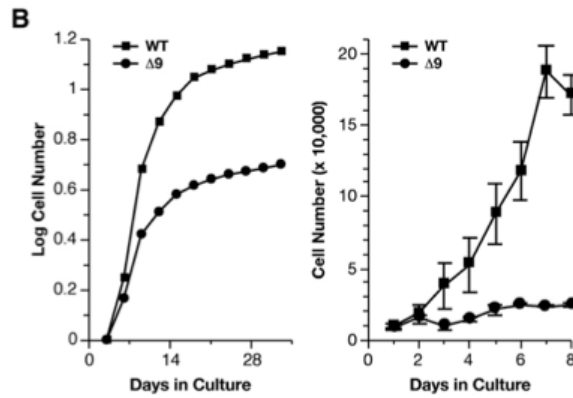 B
WT
Δ9
Log Cell Number
1.2
1
0.8
0.6
0.4
0.2
0
0
14
28
Days in Culture
WT
Δ9
Cell Number (x 10,000)
20
15
10
5
0
0
2
4
6
8
Days in Culture